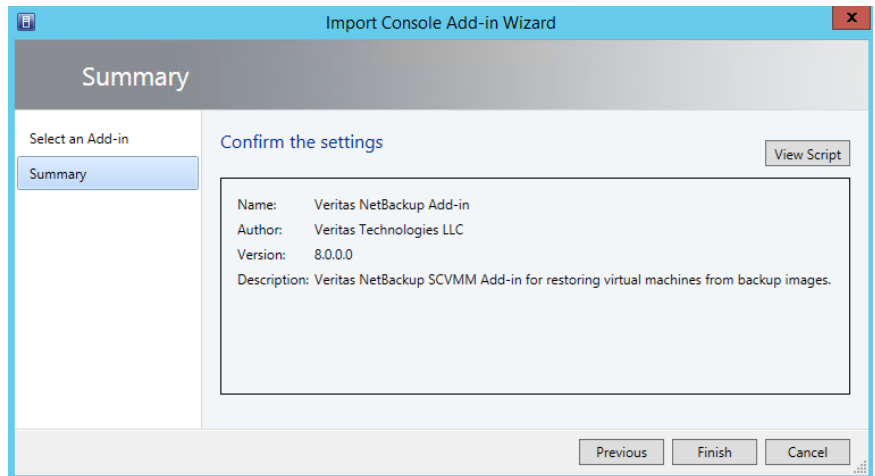 Import Console Add-in Wizard
x
Summary
Select an Add-in
Summary
Confirm the settings
View Script
Name: Veritas NetBackup Add-in
Author: Veritas Technologies LLC
Version: 8.0.0.0
Description: Veritas NetBackup SCVMM Add-in for restoring virtual machines from backup images.
Previous Finish Cancel